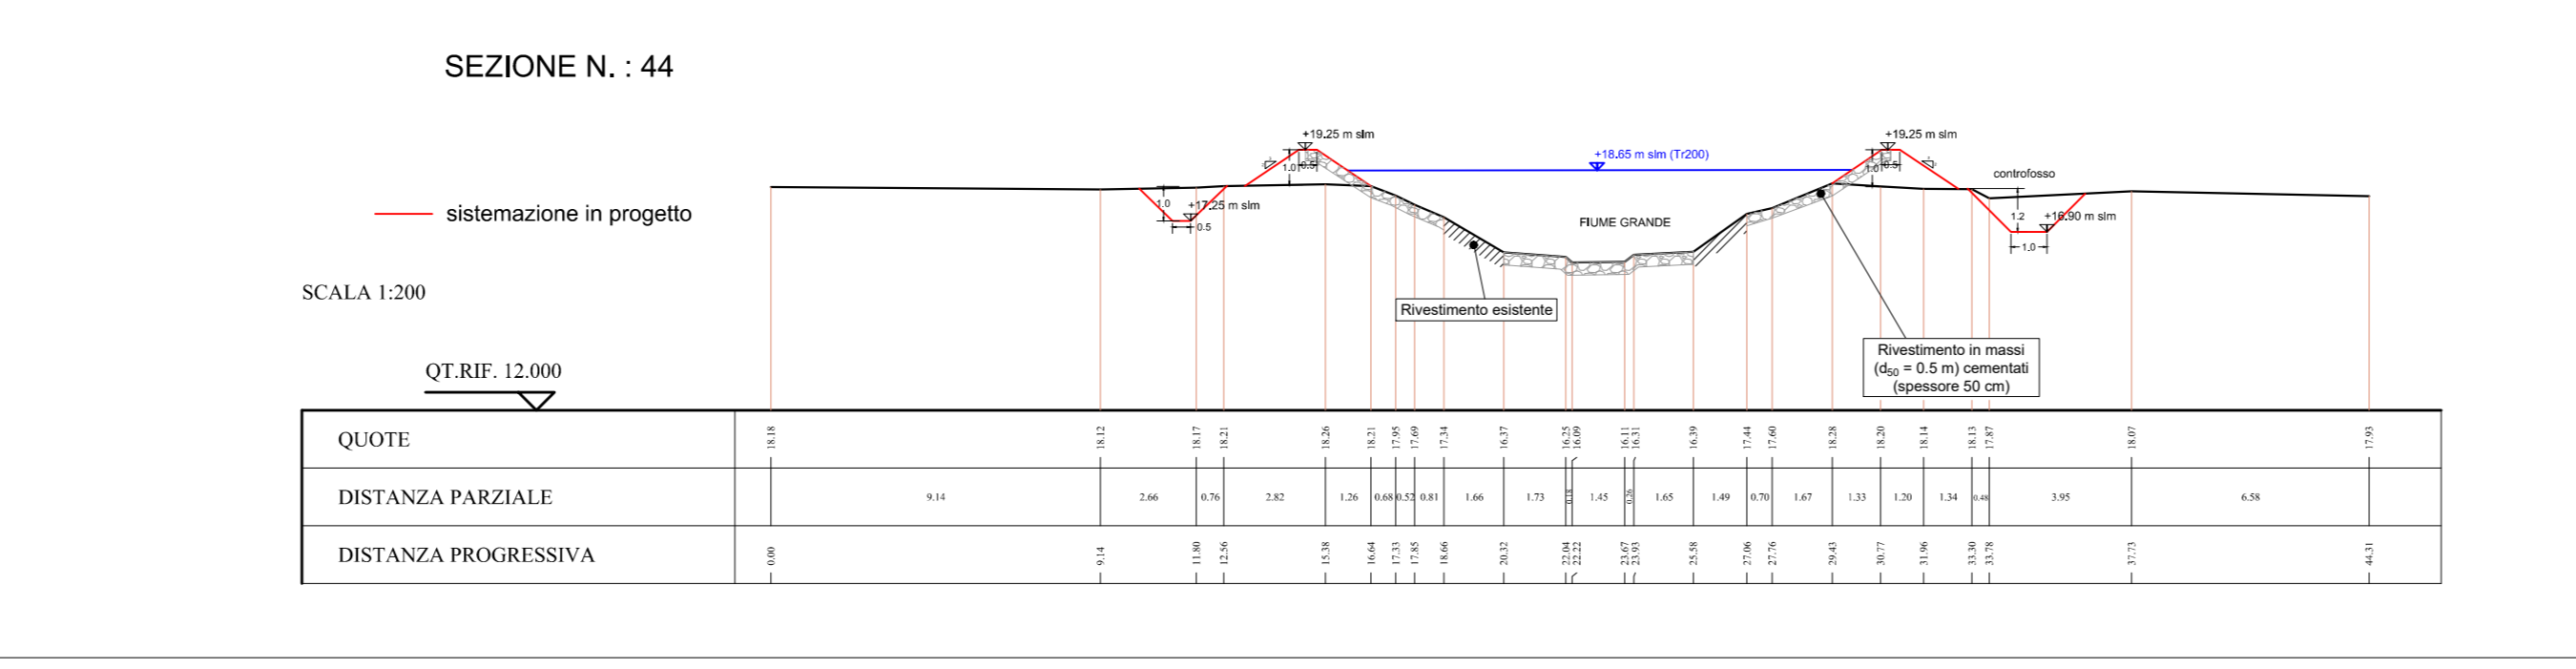 SEZIONE N. : 44
+19.25 m slm
+19.25 m slm
+18.65 m slm (Tr200)
1.0
0.5
1.0
0.5
controfosso
sistemazione in progetto
1.0
+17.25 m slm
0.5
FIUME GRANDE
1.2
+16.90 m slm
1.0
SCALA 1:200
Rivestimento esistente
Rivestimento in massi
(d50 = 0.5 m) cementati
(spessore 50 cm)
QT.RIF. 12.000
QUOTE 18.18 18.12 18.17 18.21 18.26 18.21 17.95 17.69 17.34 16.37 16.25 16.09 16.11 16.31 16.39 17.44 17.60 18.28 18.20 18.14 18.13 17.87 18.07 17.93
DISTANZA PARZIALE 9.14 2.66 0.76 2.82 1.26 0.68 0.52 0.81 1.66 1.73 0.18 1.45 0.26 1.65 1.49 0.70 1.67 1.33 1.20 1.34 0.48 3.95 6.58
DISTANZA PROGRESSIVA 0.00 9.14 11.80 12.56 15.38 16.64 17.33 17.85 18.66 20.32 22.04 22.22 23.67 23.93 25.58 27.06 27.76 29.43 30.77 31.96 33.30 33.78 37.73 44.31